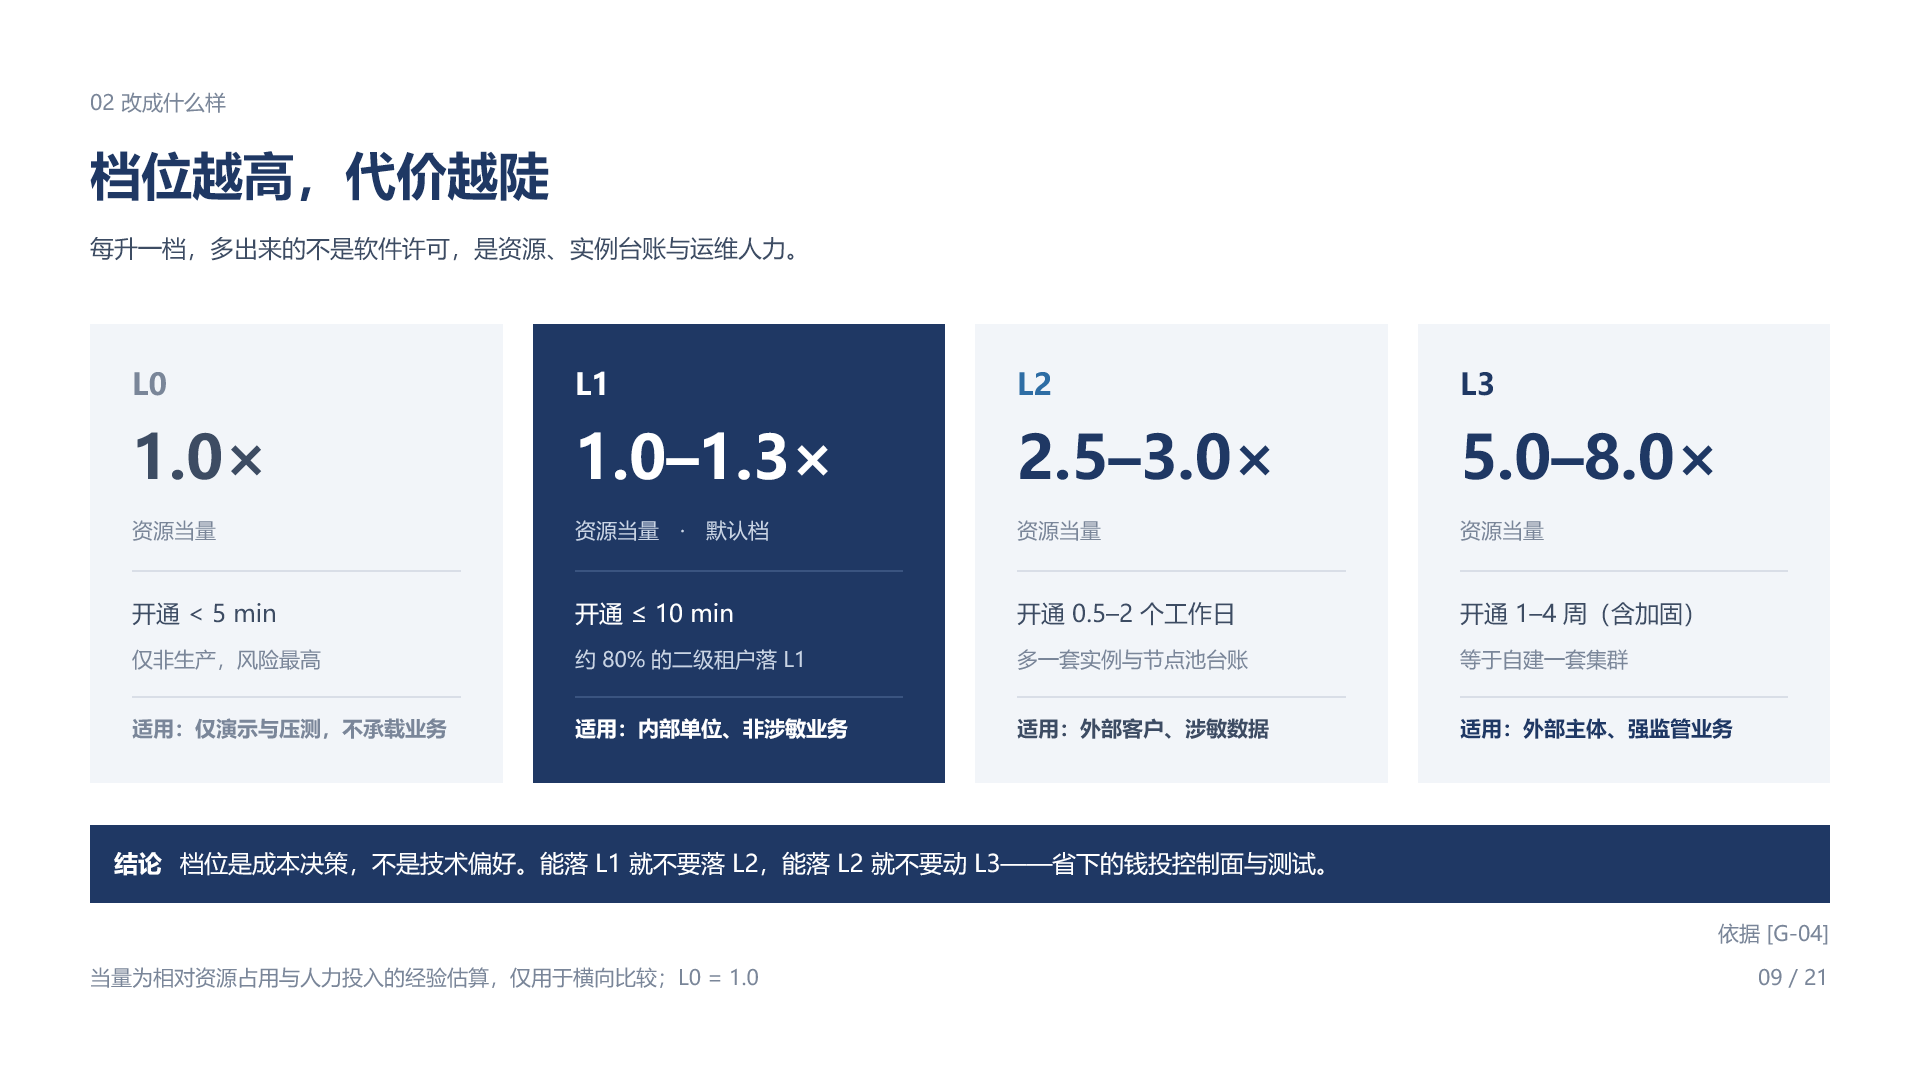 02 改成什么样
档位越高，代价越陡
每升一档，多出来的不是软件许可，是资源、实例台账与运维人力。
L0
1.0×
资源当量
开通 < 5 min
仅非生产，风险最高
适用：仅演示与压测，不承载业务
L1
1.0–1.3×
资源当量 · 默认档
开通 ≤ 10 min
约 80% 的二级租户落 L1
适用：内部单位、非涉敏业务
L2
2.5–3.0×
资源当量
开通 0.5–2 个工作日
多一套实例与节点池台账
适用：外部客户、涉敏数据
L3
5.0–8.0×
资源当量
开通 1–4 周（含加固）
等于自建一套集群
适用：外部主体、强监管业务
结论 档位是成本决策，不是技术偏好。能落 L1 就不要落 L2，能落 L2 就不要动 L3——省下的钱投控制面与测试。
依据 [G-04]
当量为相对资源占用与人力投入的经验估算，仅用于横向比较；L0 = 1.0
09 / 21